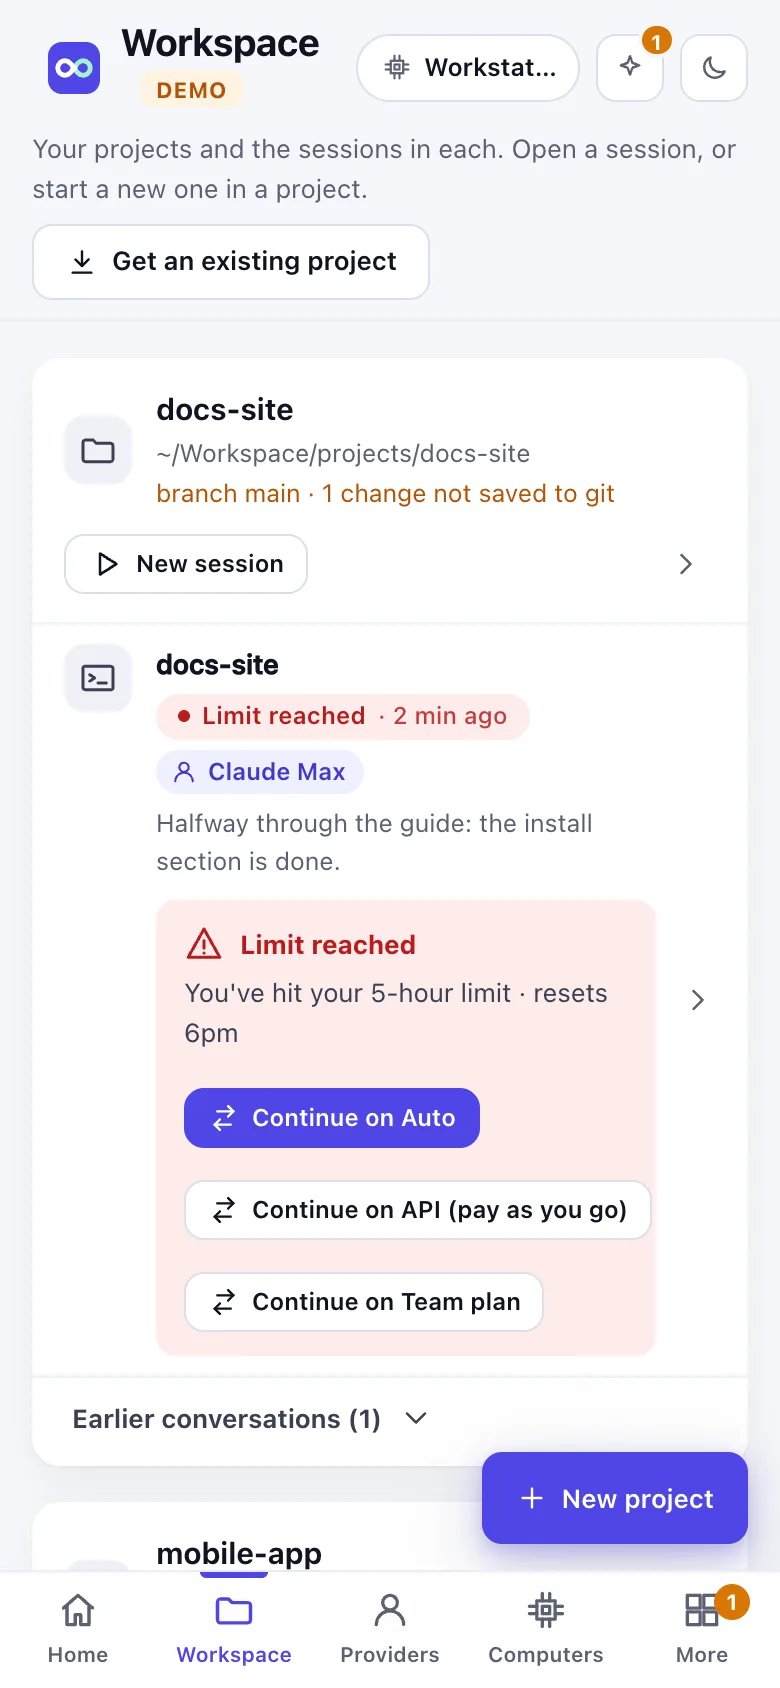 Workspace
DEMO
Workstat...
1
Your projects and the sessions in each. Open a session, or
start a new one in a project.
Get an existing project
docs-site
~/Workspace/projects/docs-site
branch main · 1 change not saved to git
New session
docs-site
Limit reached · 2 min ago
Claude Max
Halfway through the guide: the install
section is done.
Limit reached
You've hit your 5-hour limit · resets
6pm
Continue on Auto
Continue on API (pay as you go)
Continue on Team plan
Earlier conversations (1)
New project
mobile-app
Home
Workspace
Providers
Computers
More
1